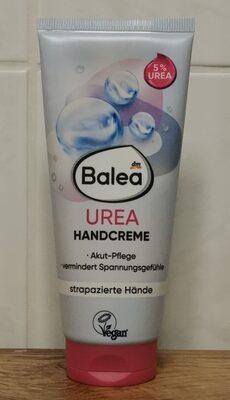 5%
UREA
dm
Balea
UREA
HANDCREME
· Akut-Pflege
· vermindert Spannungsgefühle
strapazierte Hände
Vegan